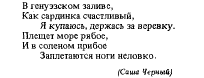 В генуэзском заливе,
Как сардинка счастливый,
Я купаюсь, держась за веревку.
Плещет море рябое,
И в соленом прибое
Заплетаются ноги неловко.
(Саша Черный)